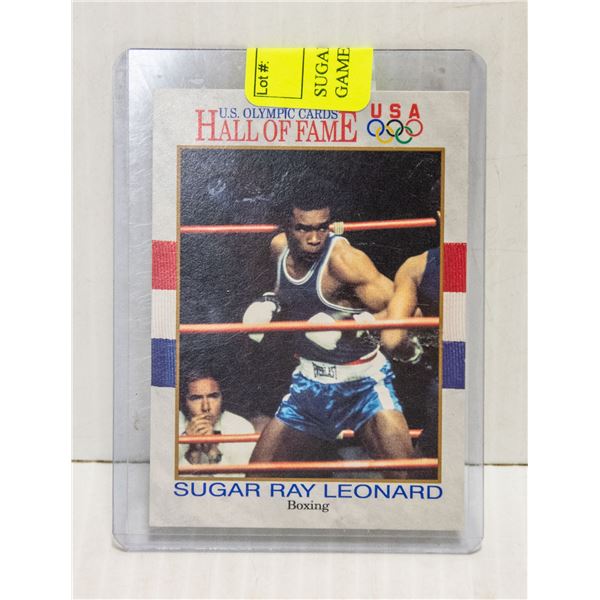 Lot #:
SUGA
GAME
U.S. OLYMPIC CARDS
HALL OF FAME
USA
EVERLAST
SUGAR RAY LEONARD
Boxing